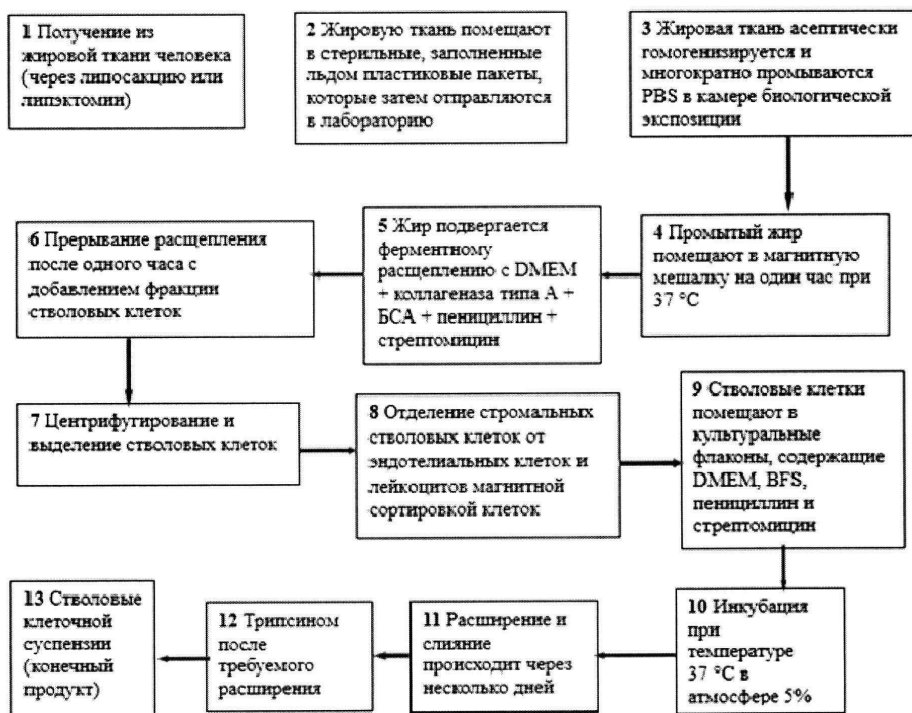 1 Получение из
жировой ткани человека
(через липосакцию или
липэктомии)
2 Жировую ткань помещают
в стерильные, заполненные
льдом пластиковые пакеты,
которые затем отправляются
в лабораторию
3 Жировая ткань асептически
гомогенизируется и
многократно промываются
PBS в камере биологической
экспозиции
4 Промытый жир
помещают в магнитную
мешалку на один час при
37 °C
5 Жир подвергается
ферментному
расщеплению с DMEM
+ коллагеназа типа А +
БСА + пенициллин +
стрептомицин
6 Прерывание расщепления
после одного часа с
добавлением фракции
стволовых клеток
7 Центрифугирование и
выделение стволовых клеток
8 Отделение стромальных
стволовых клеток от
эндотелиальных клеток и
лейкоцитов магнитной
сортировкой клеток
9 Стволовые клетки
помещают в
культуральные
флаконы, содержащие
DMEM, BFS,
пенициллин и
стрептомицин
10 Инкубация
при
температуре
37 °C в
атмосфере 5%
11 Расширение и
слияние
происходит через
несколько дней
12 Трипсином
после
требуемого
расширения
13 Стволовые
клеточной
суспензии
(конечный
продукт)